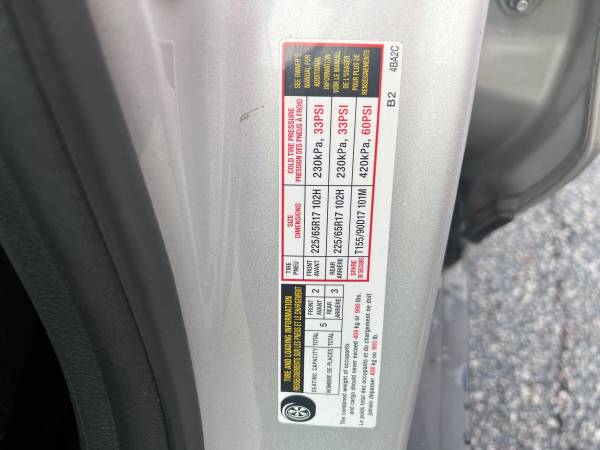 TIRE AND LOADING INFORMATION
RENSEIGNEMENTS SUR LES PNEUS ET LE CHARGEMENT
SEATING CAPACITY TOTAL 5 FRONT AVANT 2 REAR ARRIÈRE 3
NOMBRE DE PLACES TOTAL
The combined weight of occupants
and cargo should never exceed 408 kg or 900 lbs.
Le poids total des occupants et du chargement ne doit
jamais dépasser 408 kg ou 900 lb.
TIRE SIZE COLD TIRE PRESSURE
PNEU DIMENSIONS PRESSION DES PNEUS À FROID
FRONT AVANT 225/65R17 102H 230kPa, 33PSI
REAR ARRIÈRE 225/65R17 102H 230kPa, 33PSI
SPARE DE SECOURS T155/90D17 101M 420kPa, 60PSI
SEE OWNER'S
MANUAL FOR
ADDITIONAL
INFORMATION
VOIR LE MANUEL
DE L'USAGER
POUR PLUS DE
RENSEIGNEMENTS
B2 4BA2C